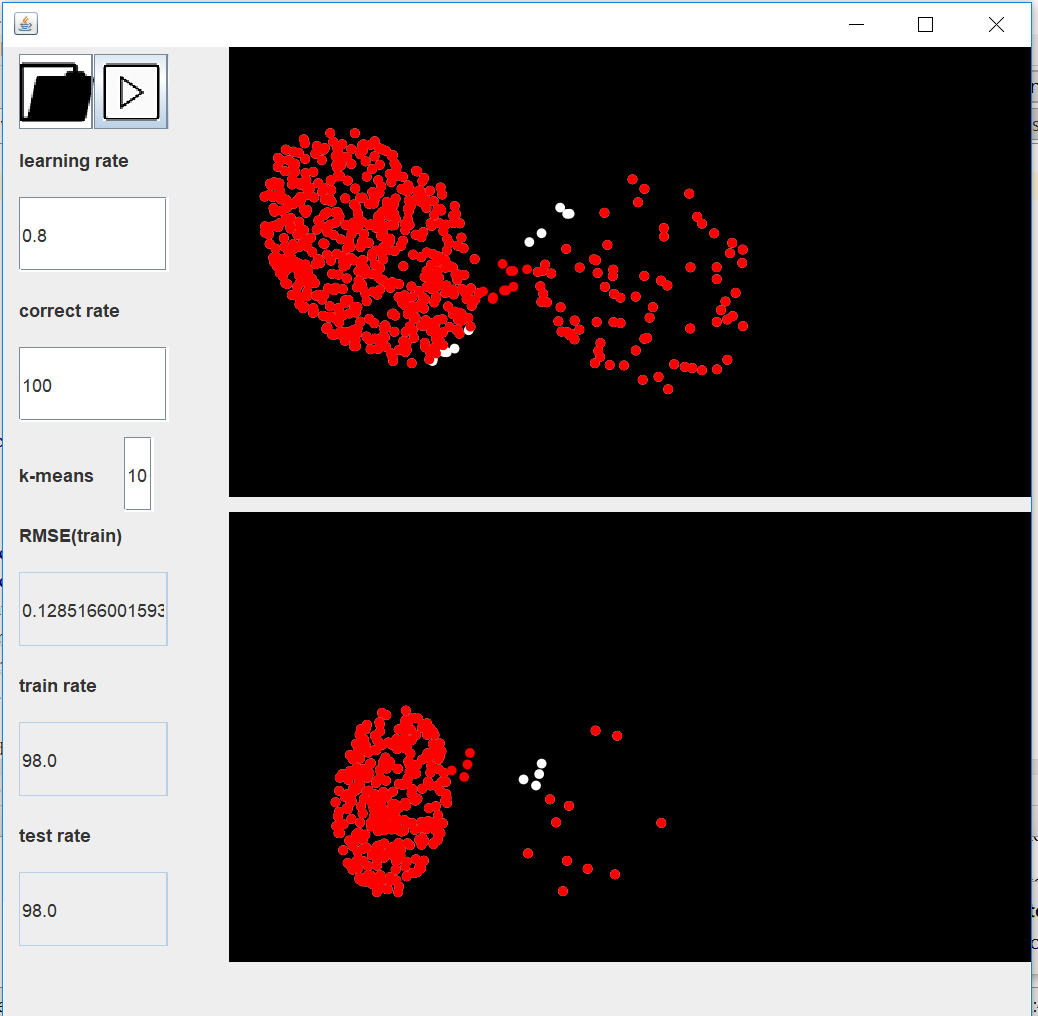 learning rate
0.8
correct rate
100
k-means 10
RMSE(train)
0.1285166001593
train rate
98.0
test rate
98.0